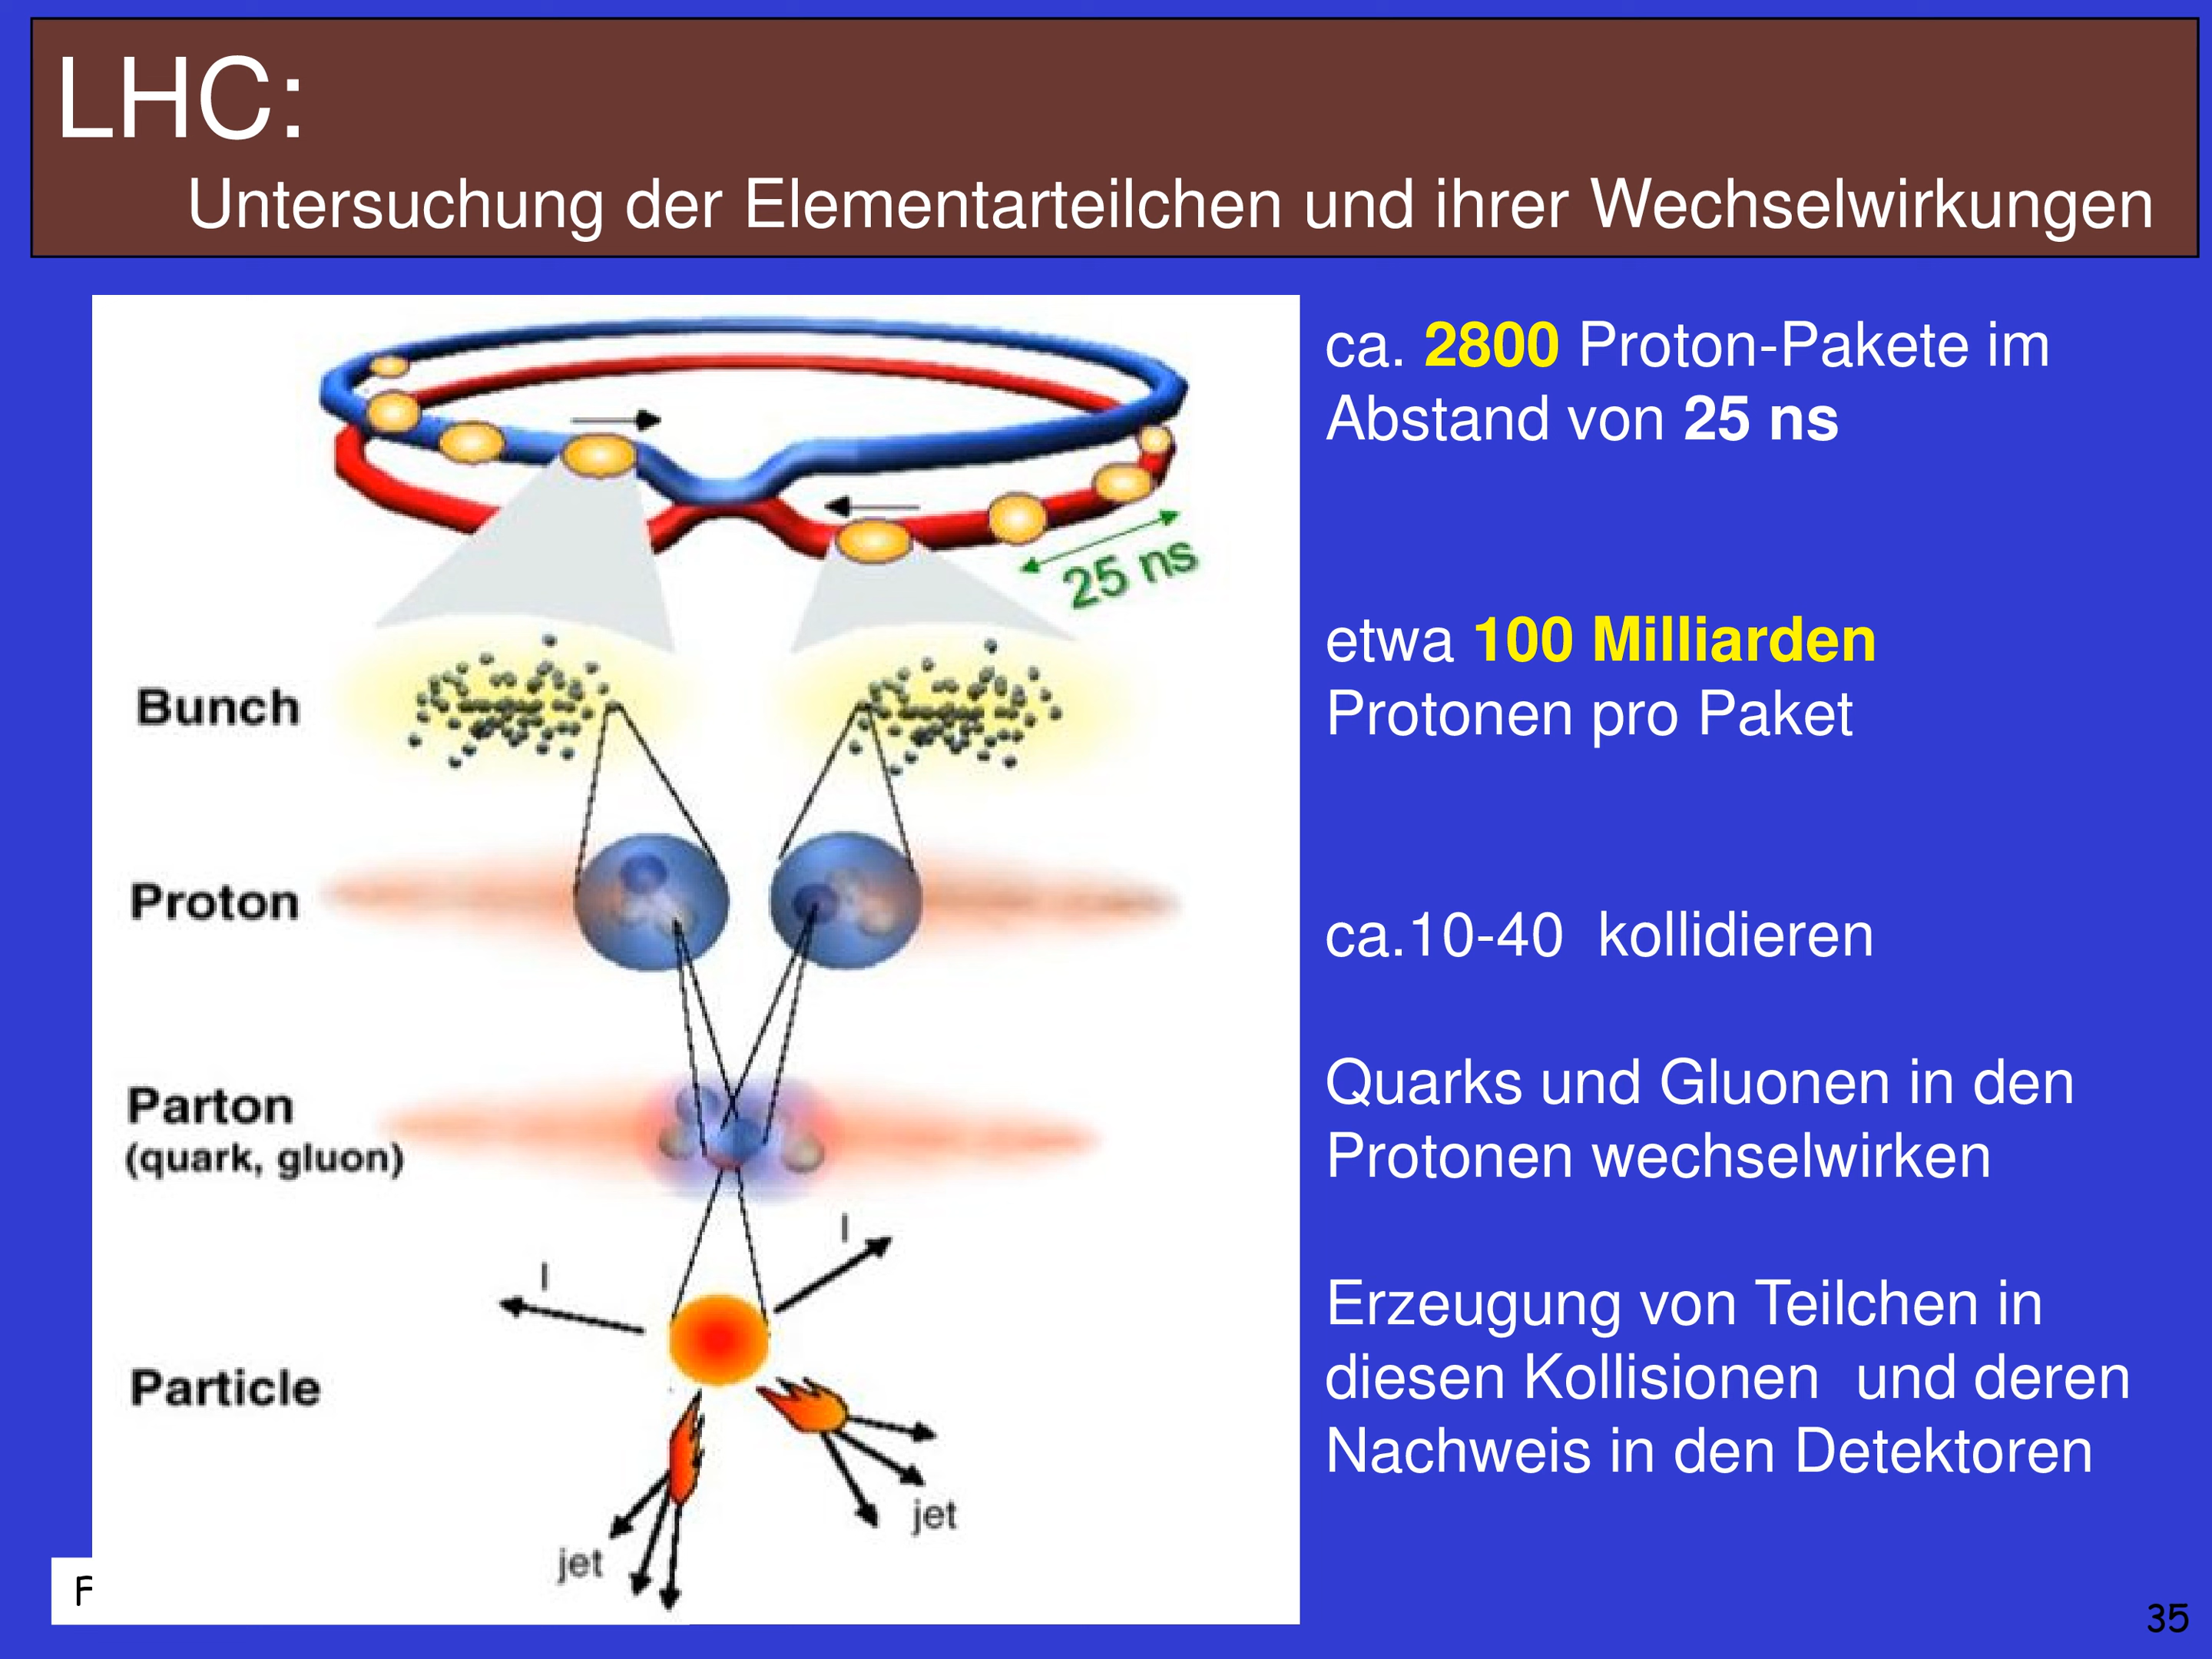 LHC:
Untersuchung der Elementarteilchen und ihrer Wechselwirkungen
25 ns
Bunch
Proton
Parton
(quark, gluon)
l
l
Particle
jet
jet
ca. 2800 Proton-Pakete im
Abstand von 25 ns
etwa 100 Milliarden
Protonen pro Paket
ca.10-40 kollidieren
Quarks und Gluonen in den
Protonen wechselwirken
Erzeugung von Teilchen in
diesen Kollisionen und deren
Nachweis in den Detektoren
F
35